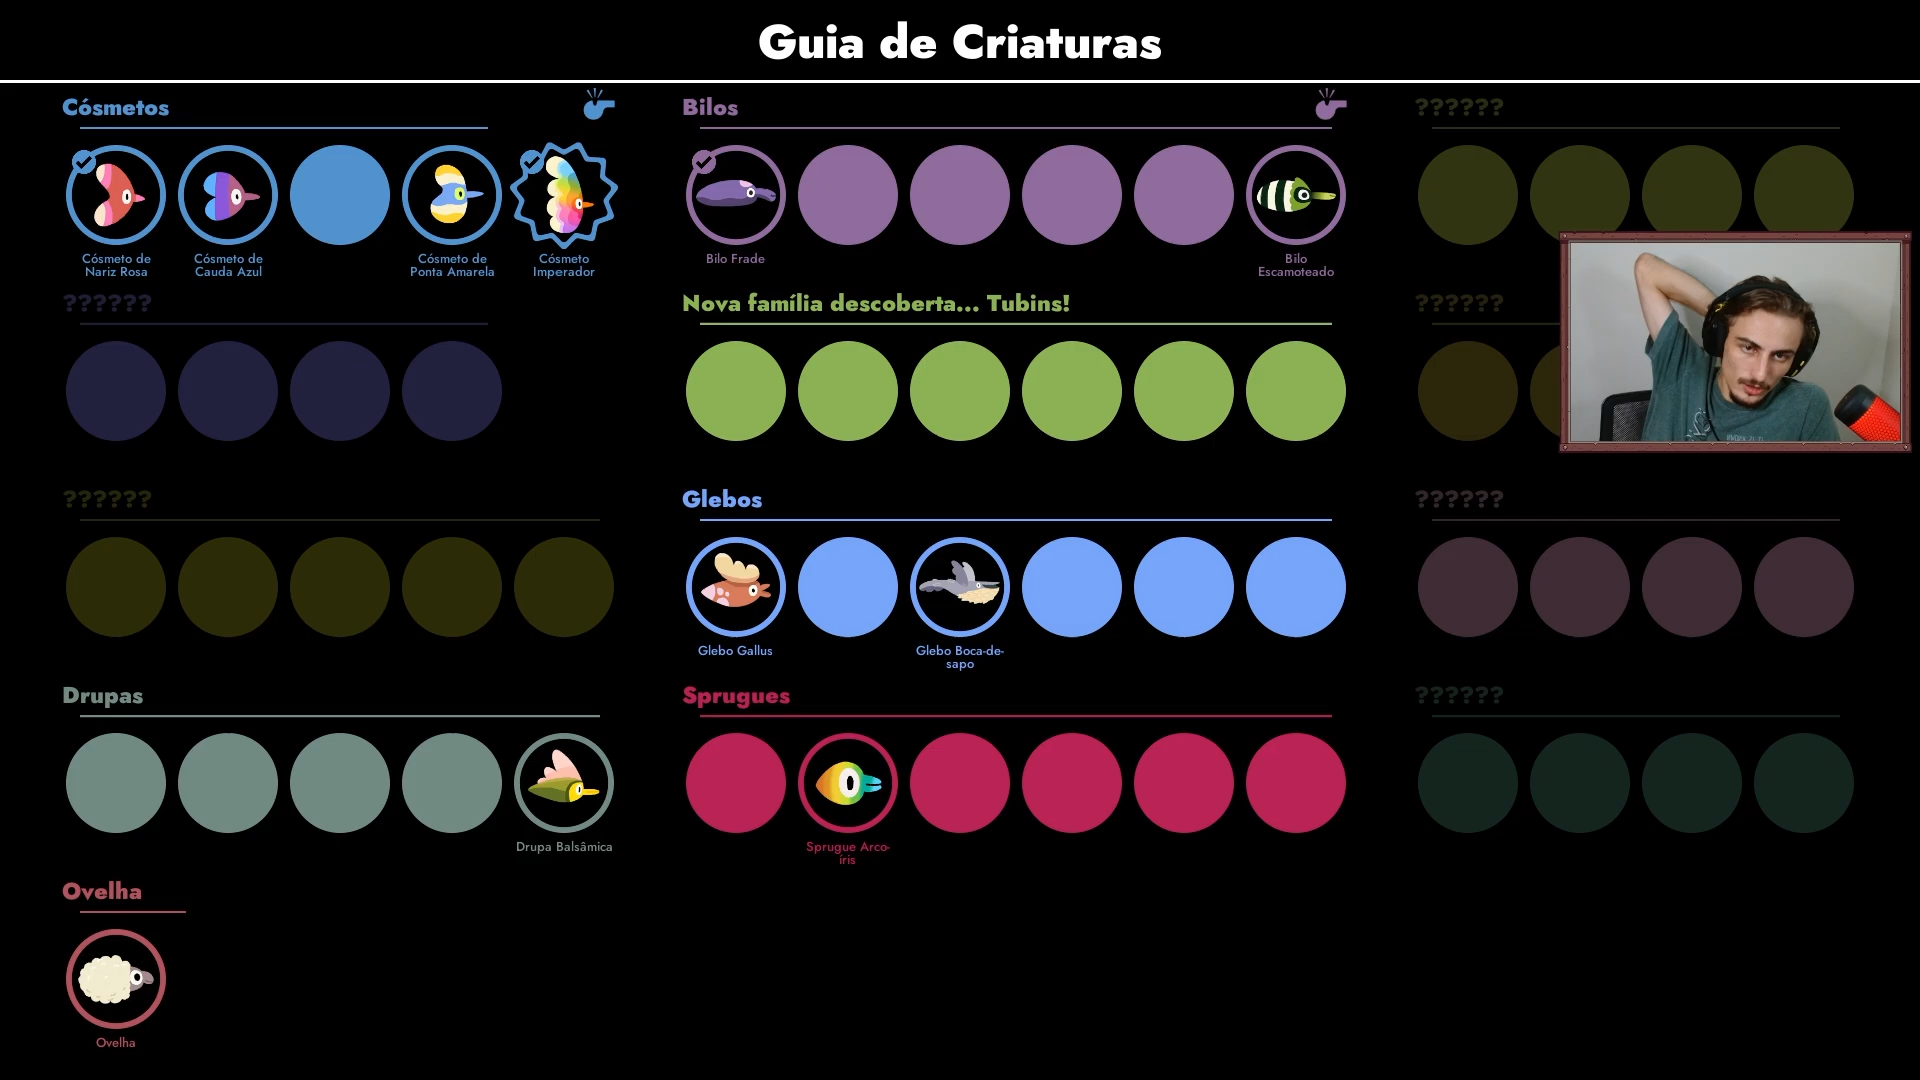 Guia de Criaturas
Cósmetos
Cósmeto de
Nariz Rosa
Cósmeto de
Cauda Azul
Cósmeto de
Ponta Amarela
Cósmeto
Imperador
Bilos
Bilo Frade
Bilo
Escamoteado
??????
??????
Nova família descoberta... Tubins!
??????
??????
Glebos
Glebo Gallus
Glebo Boca-de-
sapo
??????
Drupas
Drupa Balsâmica
Sprugues
Sprugue Arco-
íris
??????
Ovelha
Ovelha